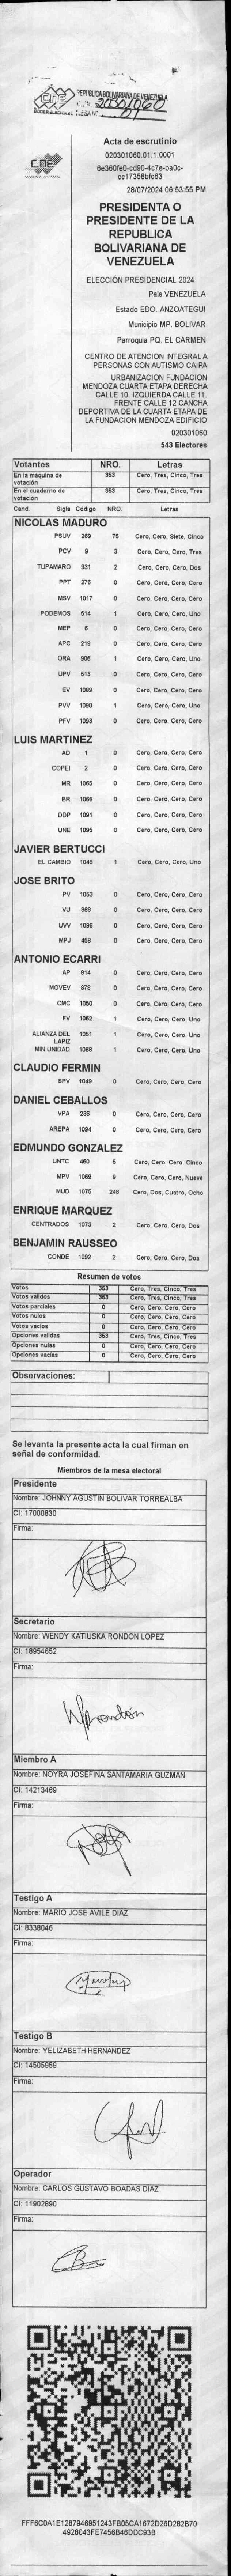 CNE
REPUBLICA BOLIVARIANA DE VENEZUELA
020301060
PODER ELECTORAL
01
CNE
Acta de escrutinio
020301060.01.1.0001
6e360fe0-cd90-4c7e-ba0c-
cc17358bfc63
28/07/2024 06:53:55 PM
PRESIDENTA O
PRESIDENTE DE LA
REPUBLICA
BOLIVARIANA DE
VENEZUELA
ELECCIÓN PRESIDENCIAL 2024
País VENEZUELA
Estado EDO. ANZOATEGUI
Municipio MP. BOLIVAR
Parroquia PQ. EL CARMEN
CENTRO DE ATENCION INTEGRAL A
PERSONAS CON AUTISMO CAIPA
URBANIZACION FUNDACION
MENDOZA CUARTA ETAPA DERECHA
CALLE 10. IZQUIERDA CALLE 11.
FRENTE CALLE 12 CANCHA
DEPORTIVA DE LA CUARTA ETAPA DE
LA FUNDACION MENDOZA EDIFICIO
020301060
543 Electores
Votantes NRO. Letras
En la máquina de votación 353 Cero, Tres, Cinco, Tres
En el cuaderno de votación 353 Cero, Tres, Cinco, Tres
Cand. Sigla Código NRO. Letras
NICOLAS MADURO
PSUV 269 75 Cero, Cero, Siete, Cinco
PCV 9 3 Cero, Cero, Cero, Tres
TUPAMARO 931 2 Cero, Cero, Cero, Dos
PPT 276 0 Cero, Cero, Cero, Cero
MSV 1017 0 Cero, Cero, Cero, Cero
PODEMOS 514 1 Cero, Cero, Cero, Uno
MEP 6 0 Cero, Cero, Cero, Cero
APC 219 0 Cero, Cero, Cero, Cero
ORA 906 1 Cero, Cero, Cero, Uno
UPV 513 0 Cero, Cero, Cero, Cero
EV 1089 0 Cero, Cero, Cero, Cero
PVV 1090 1 Cero, Cero, Cero, Uno
PFV 1093 0 Cero, Cero, Cero, Cero
LUIS MARTINEZ
AD 1 0 Cero, Cero, Cero, Cero
COPEI 2 0 Cero, Cero, Cero, Cero
MR 1065 0 Cero, Cero, Cero, Cero
BR 1066 0 Cero, Cero, Cero, Cero
DDP 1091 0 Cero, Cero, Cero, Cero
UNE 1095 0 Cero, Cero, Cero, Cero
JAVIER BERTUCCI
EL CAMBIO 1048 1 Cero, Cero, Cero, Uno
JOSE BRITO
PV 1053 0 Cero, Cero, Cero, Cero
VU 869 0 Cero, Cero, Cero, Cero
UVV 1096 0 Cero, Cero, Cero, Cero
MPJ 458 0 Cero, Cero, Cero, Cero
ANTONIO ECARRI
AP 814 0 Cero, Cero, Cero, Cero
MOVEV 878 0 Cero, Cero, Cero, Cero
CMC 1050 0 Cero, Cero, Cero, Cero
FV 1062 1 Cero, Cero, Cero, Uno
ALIANZA DEL LAPIZ 1051 1 Cero, Cero, Cero, Uno
MIN UNIDAD 1068 1 Cero, Cero, Cero, Uno
CLAUDIO FERMIN
SPV 1049 0 Cero, Cero, Cero, Cero
DANIEL CEBALLOS
VPA 236 0 Cero, Cero, Cero, Cero
AREPA 1094 0 Cero, Cero, Cero, Cero
EDMUNDO GONZALEZ
UNTC 460 5 Cero, Cero, Cero, Cinco
MPV 1069 9 Cero, Cero, Cero, Nueve
MUD 1075 248 Cero, Dos, Cuatro, Ocho
ENRIQUE MARQUEZ
CENTRADOS 1073 2 Cero, Cero, Cero, Dos
BENJAMIN RAUSSEO
CONDE 1092 2 Cero, Cero, Cero, Dos
Resumen de votos
Votos 353 Cero, Tres, Cinco, Tres
Votos validos 353 Cero, Tres, Cinco, Tres
Votos parciales 0 Cero, Cero, Cero, Cero
Votos nulos 0 Cero, Cero, Cero, Cero
Votos vacios 0 Cero, Cero, Cero, Cero
Opciones validas 353 Cero, Tres, Cinco, Tres
Opciones nulas 0 Cero, Cero, Cero, Cero
Opciones vacias 0 Cero, Cero, Cero, Cero
Observaciones:
Se levanta la presente acta la cual firman en
señal de conformidad.
Miembros de la mesa electoral
Presidente
Nombre: JOHNNY AGUSTIN BOLIVAR TORREALBA
CI: 17000830
Firma:
Secretario
Nombre: WENDY KATIUSKA RONDON LOPEZ
CI: 18954652
Firma:
WRondón
Miembro A
Nombre: NOYRA JOSEFINA SANTAMARIA GUZMAN
CI: 14213469
Firma:
Testigo A
Nombre: MARIO JOSE AVILE DIAZ
CI: 8338046
Firma:
Testigo B
Nombre: YELIZABETH HERNANDEZ
CI: 14505959
Firma:
Operador
Nombre: CARLOS GUSTAVO BOADAS DIAZ
CI: 11902890
Firma:
FFF6C0A1E1287946951243FB05CA1672D26D282B70
4928043FE7456B46DDC93B